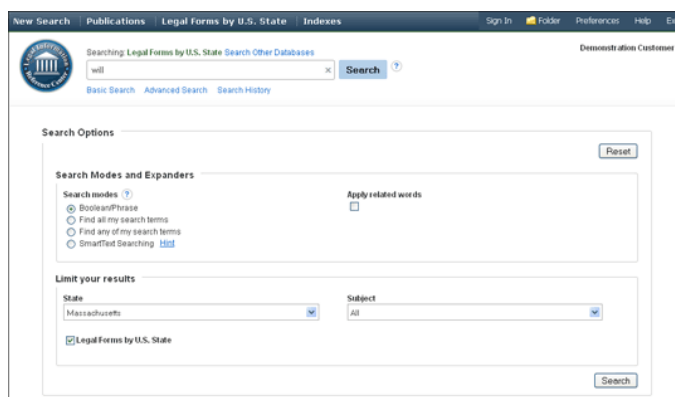 New Search Publications Legal Forms by U.S. State Indexes Sign In Folder Preferences Help
Searching: Legal Forms by U.S. State Search Other Databases
Demonstration Customer
will × Search ?
Basic Search Advanced Search Search History
Search Options
Reset
Search Modes and Expanders
Search modes ?
Apply related words
Boolean/Phrase
Find all my search terms
Find any of my search terms
SmartText Searching Hint
Limit your results
State
Subject
Massachusetts
All
Legal Forms by U.S. State
Search